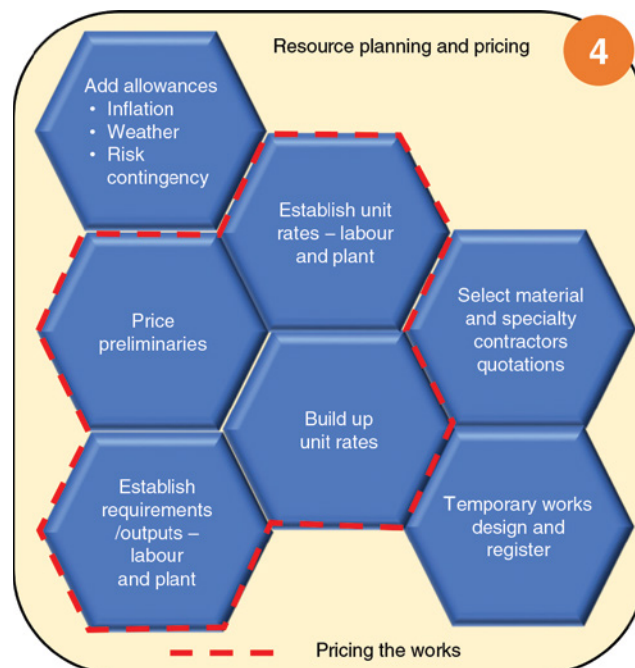 Resource planning and pricing
4
Add allowances
• Inflation
• Weather
• Risk
contingency
Establish unit
rates – labour
and plant
Price
preliminaries
Select material
and specialty
contractors
quotations
Build up
unit rates
Establish
requirements
/outputs –
labour
and plant
Temporary works
design and
register
Pricing the works